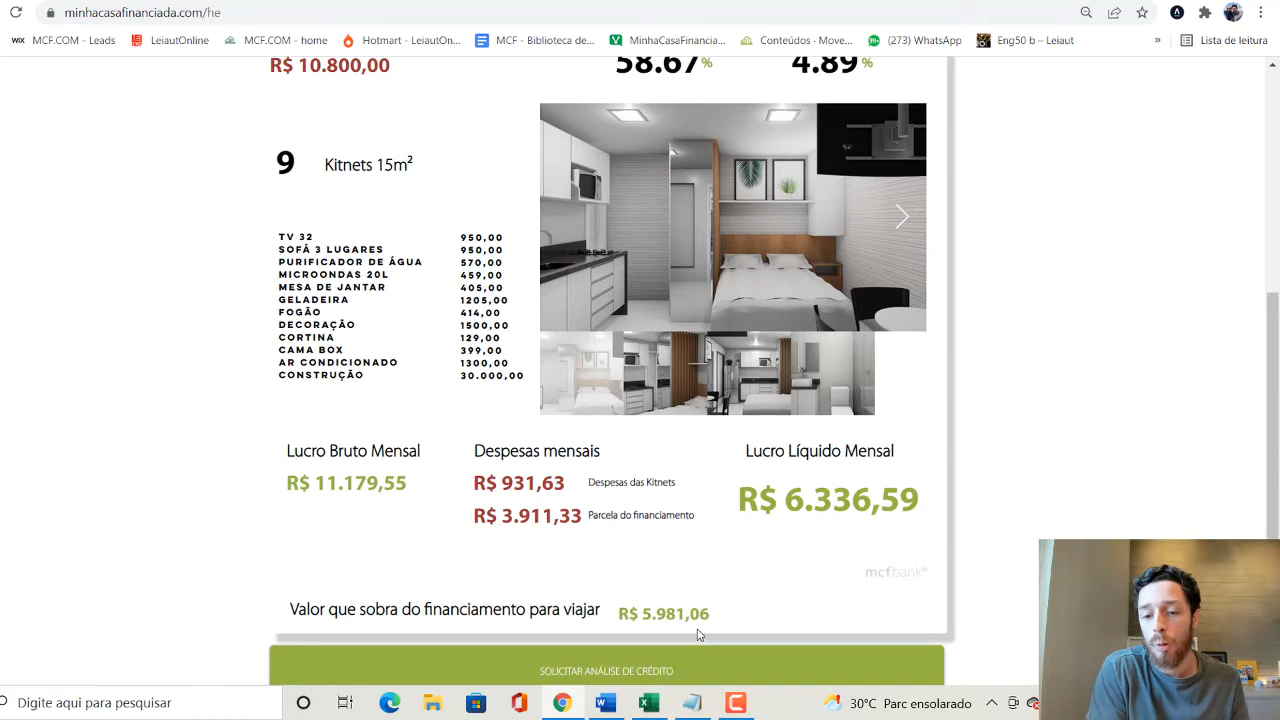 minhacasafinanciada.com/he
WIX MCF.COM - Leads LeiautOnline MCF.COM - home Hotmart - LeiautOn... MCF - Biblioteca de... MinhaCasaFinancia... Conteúdos · Move... (273) WhatsApp Eng50 b – Leiaut » Lista de leitura
R$ 10.800,00 58.67% 4.89%
9 Kitnets 15m²
TV 32 950,00
SOFÁ 3 LUGARES 950,00
PURIFICADOR DE ÁGUA 570,00
MICROONDAS 20L 459,00
MESA DE JANTAR 405,00
GELADEIRA 1205,00
FOGÃO 414,00
DECORAÇÃO 1500,00
CORTINA 129,00
CAMA BOX 399,00
AR CONDICIONADO 1300,00
CONSTRUÇÃO 30.000,00
Lucro Bruto Mensal Despesas mensais Lucro Líquido Mensal
R$ 11.179,55 R$ 931,63 Despesas das Kitnets R$ 6.336,59
R$ 3.911,33 Parcela do financiamento
mcfbank
Valor que sobra do financiamento para viajar R$ 5.981,06
SOLICITAR ANÁLISE DE CRÉDITO
Digite aqui para pesquisar 30°C Parc ensolarado